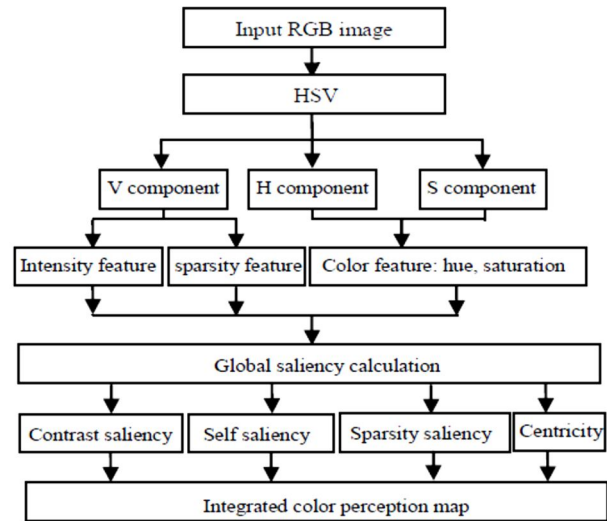 Input RGB image
HSV
V component
H component
S component
Intensity feature
sparsity feature
Color feature: hue, saturation
Global saliency calculation
Contrast saliency
Self saliency
Sparsity saliency
Centricity
Integrated color perception map